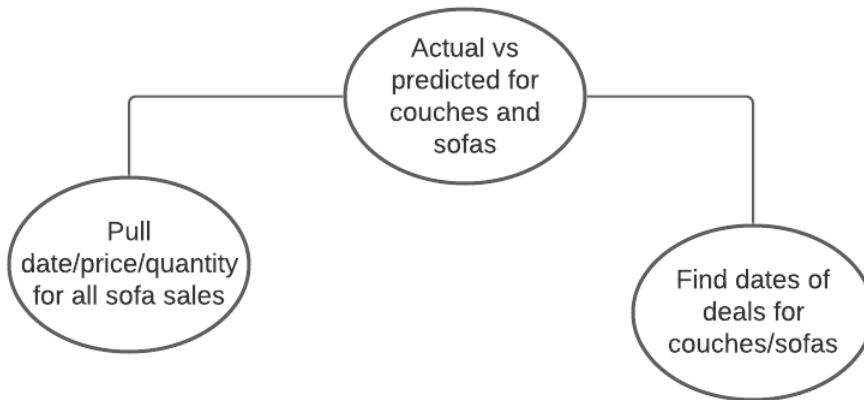 Actual vs
predicted for
couches and
sofas
Pull
date/price/quantity
for all sofa sales
Find dates of
deals for
couches/sofas